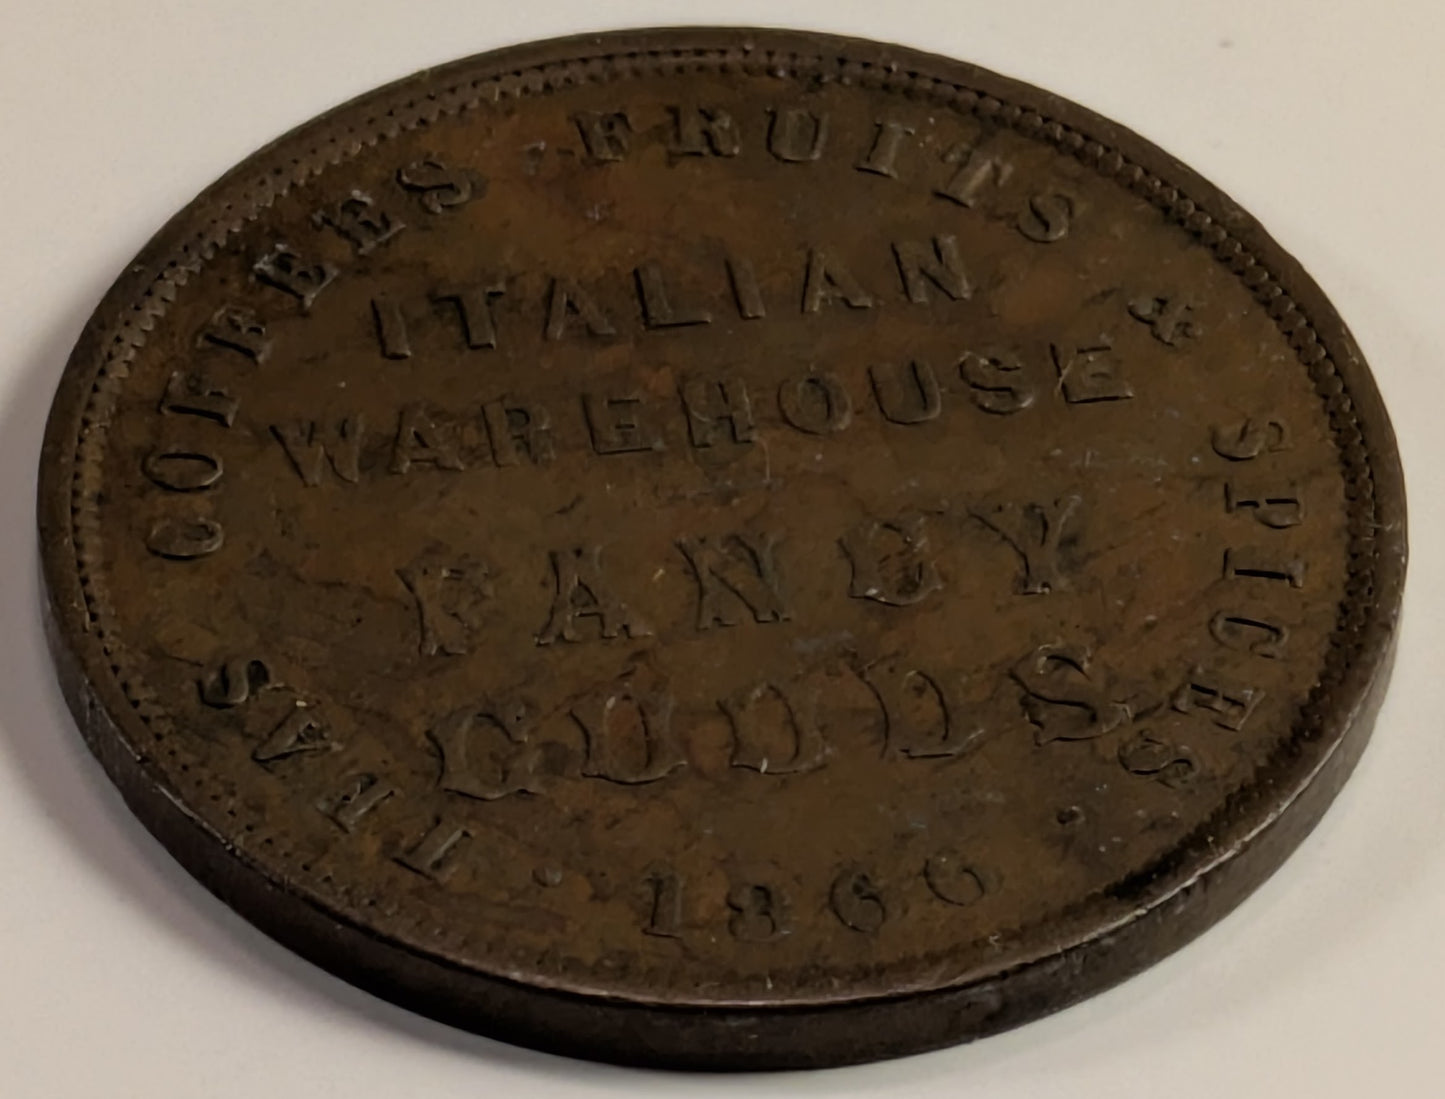 TEAS COFFEES · FRUITS & SPICES ·
ITALIAN
WAREHOUSE
FANCY
GOODS
· 1866